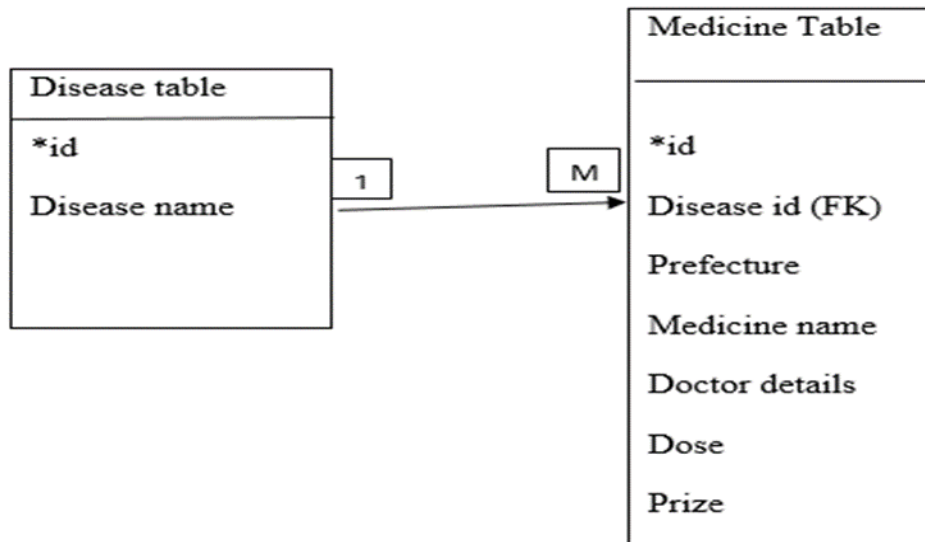 Disease table
*id
Disease name
1
M
Medicine Table
*id
Disease id (FK)
Prefecture
Medicine name
Doctor details
Dose
Prize